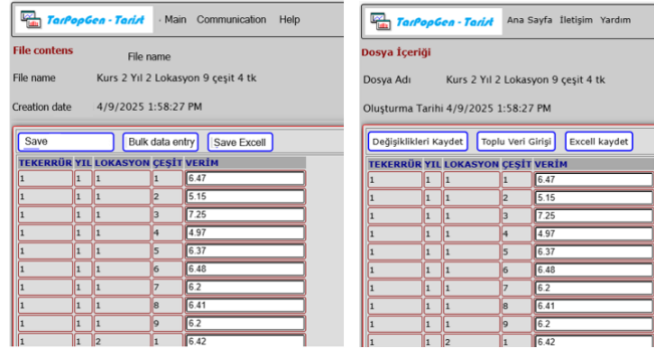 TarPopGen - Tarist - Main Communication Help
File contens
File name
File name Kurs 2 Yıl 2 Lokasyon 9 çeşit 4 tk
Creation date 4/9/2025 1:58:27 PM
Save Bulk data entry Save Excell
TEKERRÜR YIL LOKASYON ÇEŞİT VERİM
1 1 1 1 6.47
1 1 1 2 5.15
1 1 1 3 7.25
1 1 1 4 4.97
1 1 1 5 6.37
1 1 1 6 6.48
1 1 1 7 6.2
1 1 1 8 6.41
1 1 1 9 6.2
1 1 2 1 6.42
TarPopGen - Tarist Ana Sayfa İletişim Yardım
Dosya İçeriği
Dosya Adı Kurs 2 Yıl 2 Lokasyon 9 çeşit 4 tk
Oluşturma Tarihi 4/9/2025 1:58:27 PM
Değişiklikleri Kaydet Toplu Veri Girişi Excell kaydet
TEKERRÜR YIL LOKASYON ÇEŞİT VERİM
1 1 1 1 6.47
1 1 1 2 5.15
1 1 1 3 7.25
1 1 1 4 4.97
1 1 1 5 6.37
1 1 1 6 6.48
1 1 1 7 6.2
1 1 1 8 6.41
1 1 1 9 6.2
1 1 2 1 6.42